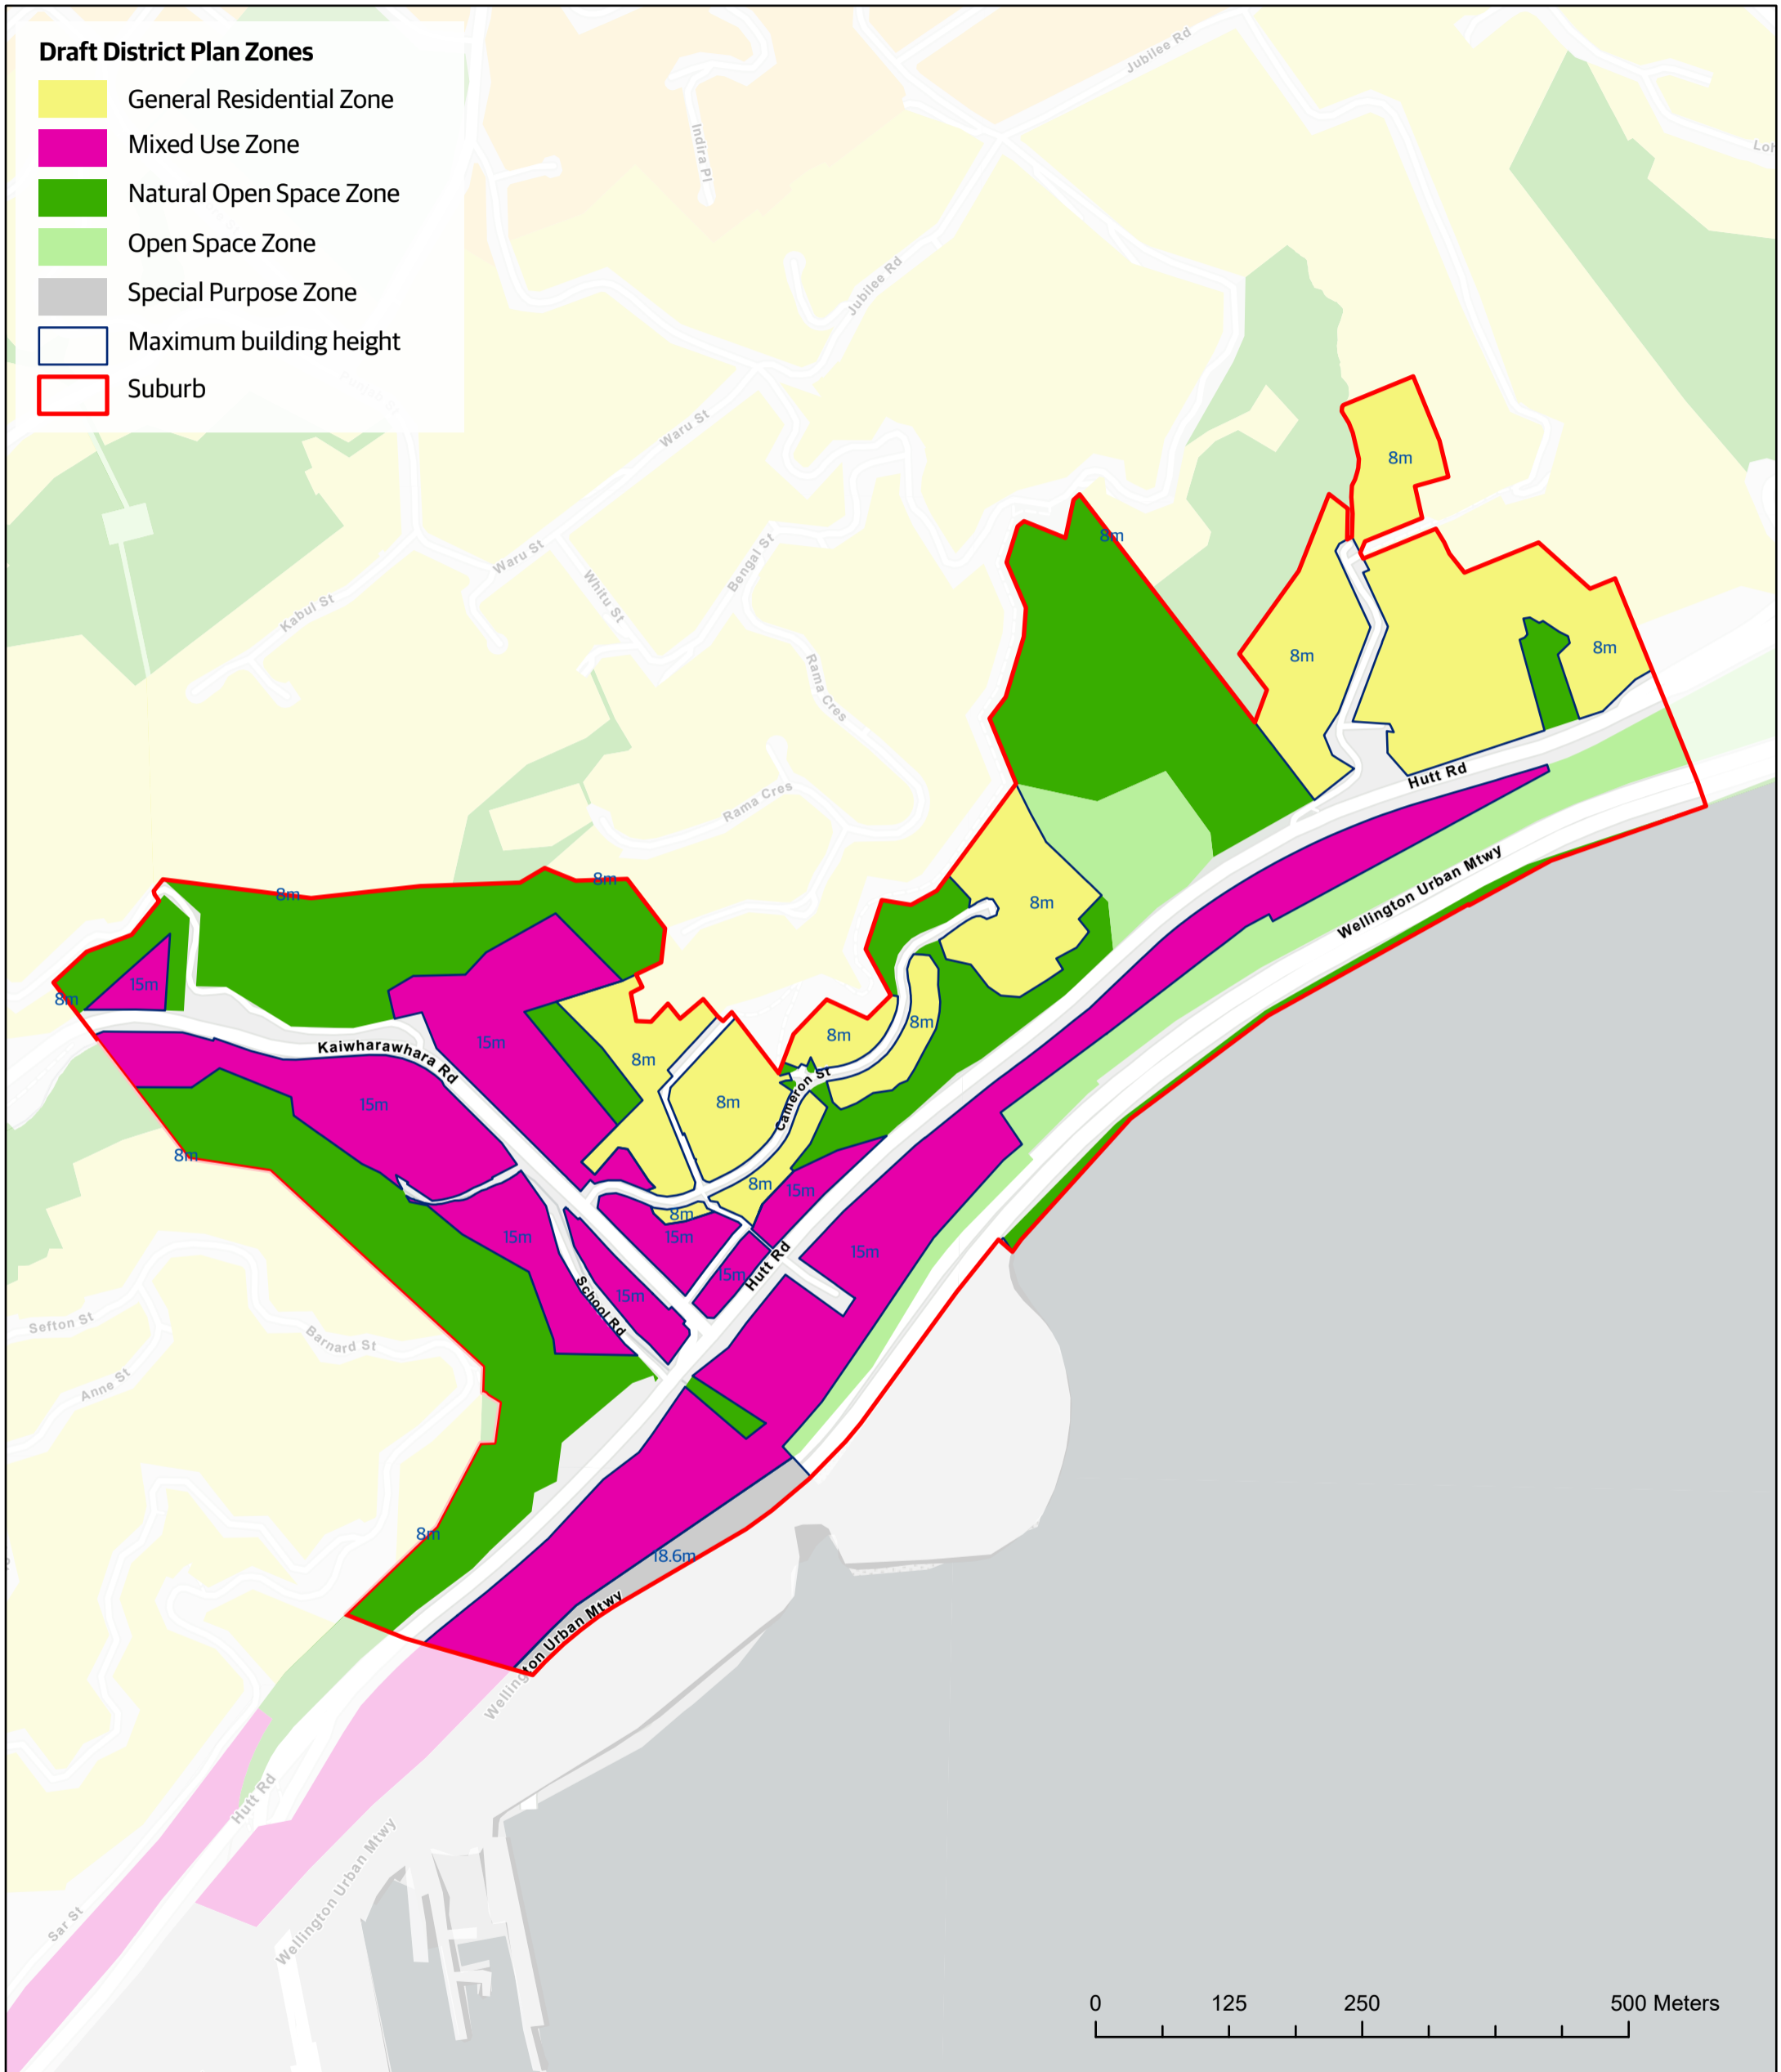 Draft District Plan Zones
General Residential Zone
Mixed Use Zone
Natural Open Space Zone
Open Space Zone
Special Purpose Zone
Maximum building height
Suburb
Jubilee Rd
Indira Pl
Jubilee Rd
Waru St
8m
8m
Waru St
Bengal St
Whitu St
Kabul St
Rama Cres
8m
8m
Hutt Rd
Rama Cres
Wellington Urban Mtwy
8m
8m
8m
15m
8m
8m
8m
15m
8m
Kaiwharawhara Rd
8m
15m
Cameron St
8m
8m
8m
15m
8m
15m
15m
15m
Hutt Rd
15m
15m
School Rd
Sefton St
Barnard St
Anne St
8m
18.6m
Wellington Urban Mtwy
Hutt Rd
Wellington Urban Mtwy
Sar St
0 125 250 500 Meters